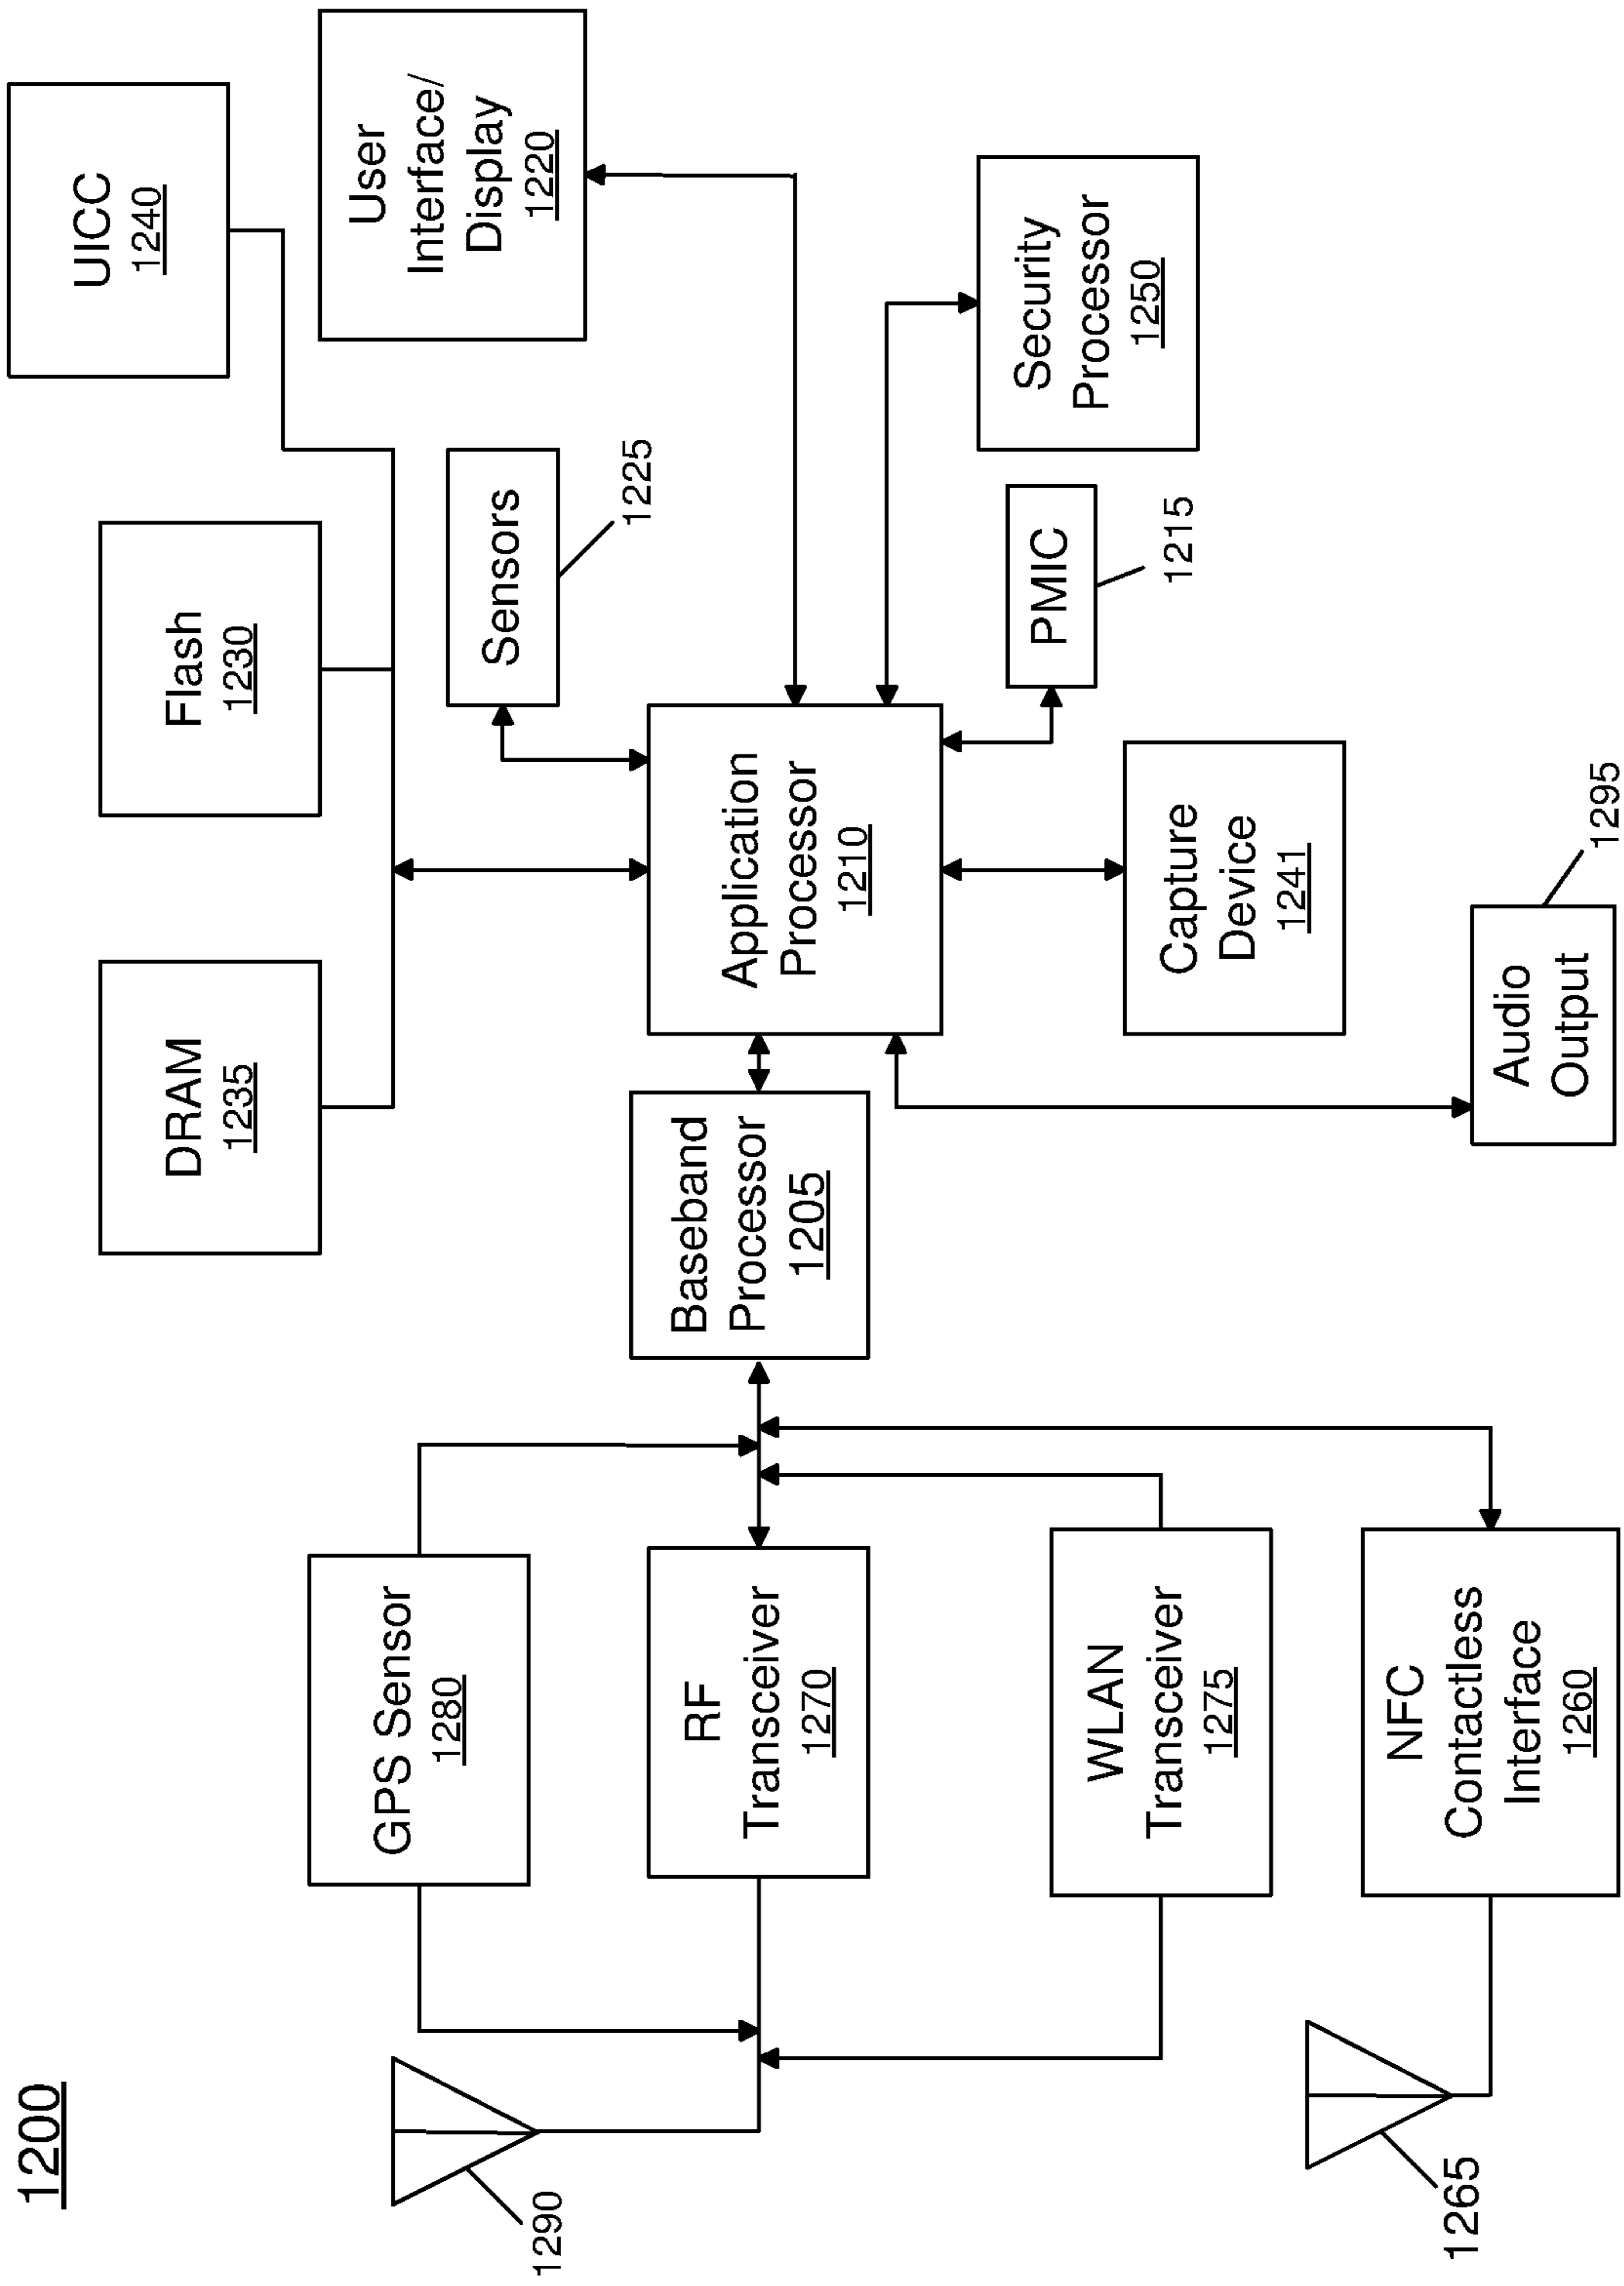 1200
UICC
1240
Flash
1230
DRAM
1235
User
Interface/
Display
1220
Sensors
1225
GPS Sensor
1280
1290
RF
Transceiver
1270
Baseband
Processor
1205
Application
Processor
1210
Security
Processor
1250
PMIC
1215
WLAN
Transceiver
1275
Capture
Device
1241
NFC
Contactless
Interface
1260
1265
Audio
Output
1295